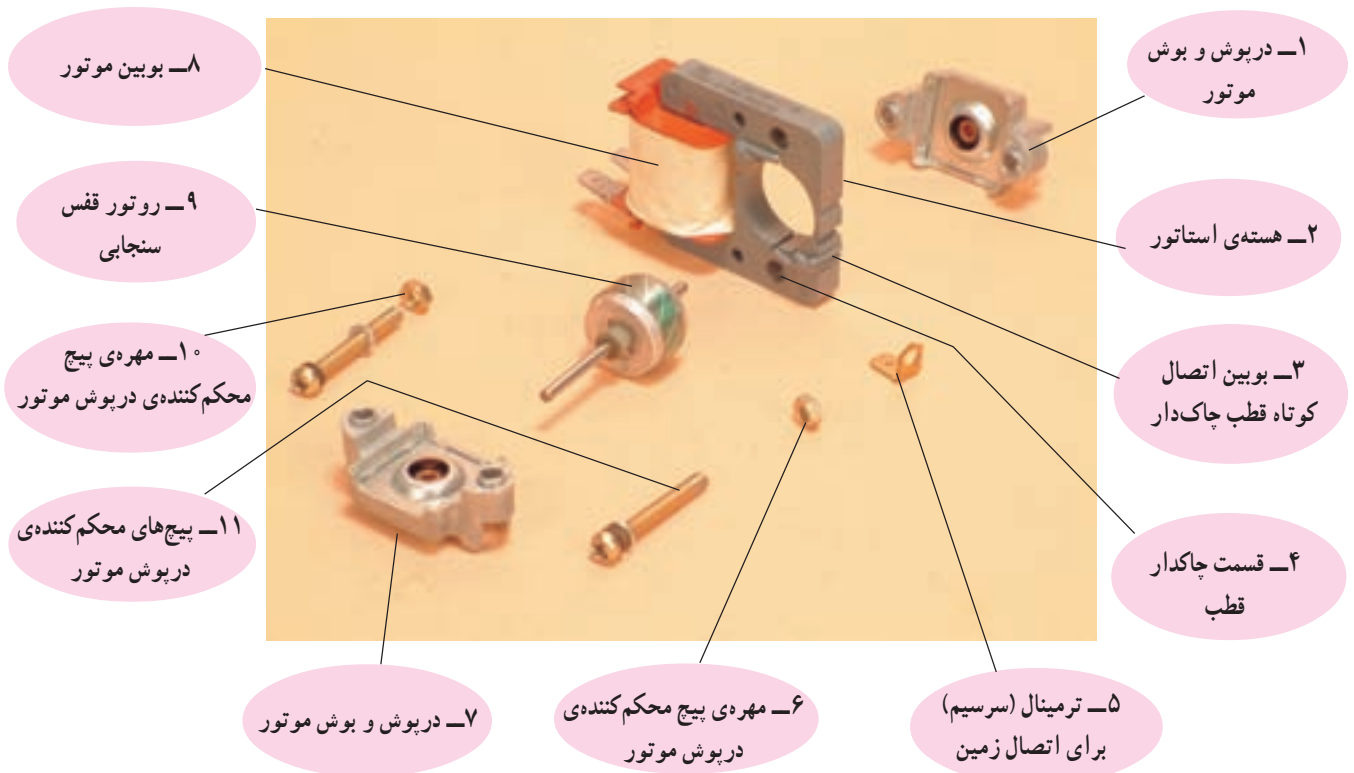 ۱ــ درپوش و بوش
موتور
۲ــ هسته‌ی استاتور
۳ــ بوبین اتصال
کوتاه قطب چاک‌دار
۴ــ قسمت چاکدار
قطب
۵ــ ترمینال (سرسیم)
برای اتصال زمین
۶ــ مهره‌ی پیچ محکم‌کننده‌ی
درپوش موتور
۷ــ درپوش و بوش موتور
۸ــ بوبین موتور
۹ــ روتور قفس
سنجابی
۱۰ــ مهره‌ی پیچ
محکم‌کننده‌ی درپوش موتور
۱۱ــ پیچ‌های محکم‌کننده‌ی
درپوش موتور